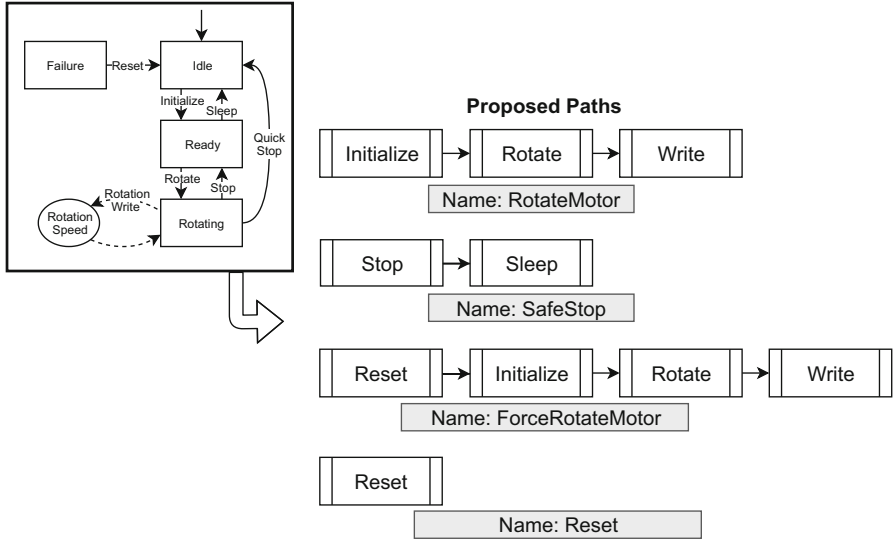 Failure
Reset
Idle
Initialize
Sleep
Ready
Quick
Stop
Rotate
Stop
Rotation
Write
Rotation
Speed
Rotating
Proposed Paths
Initialize
Rotate
Write
Name: RotateMotor
Stop
Sleep
Name: SafeStop
Reset
Initialize
Rotate
Write
Name: ForceRotateMotor
Reset
Name: Reset